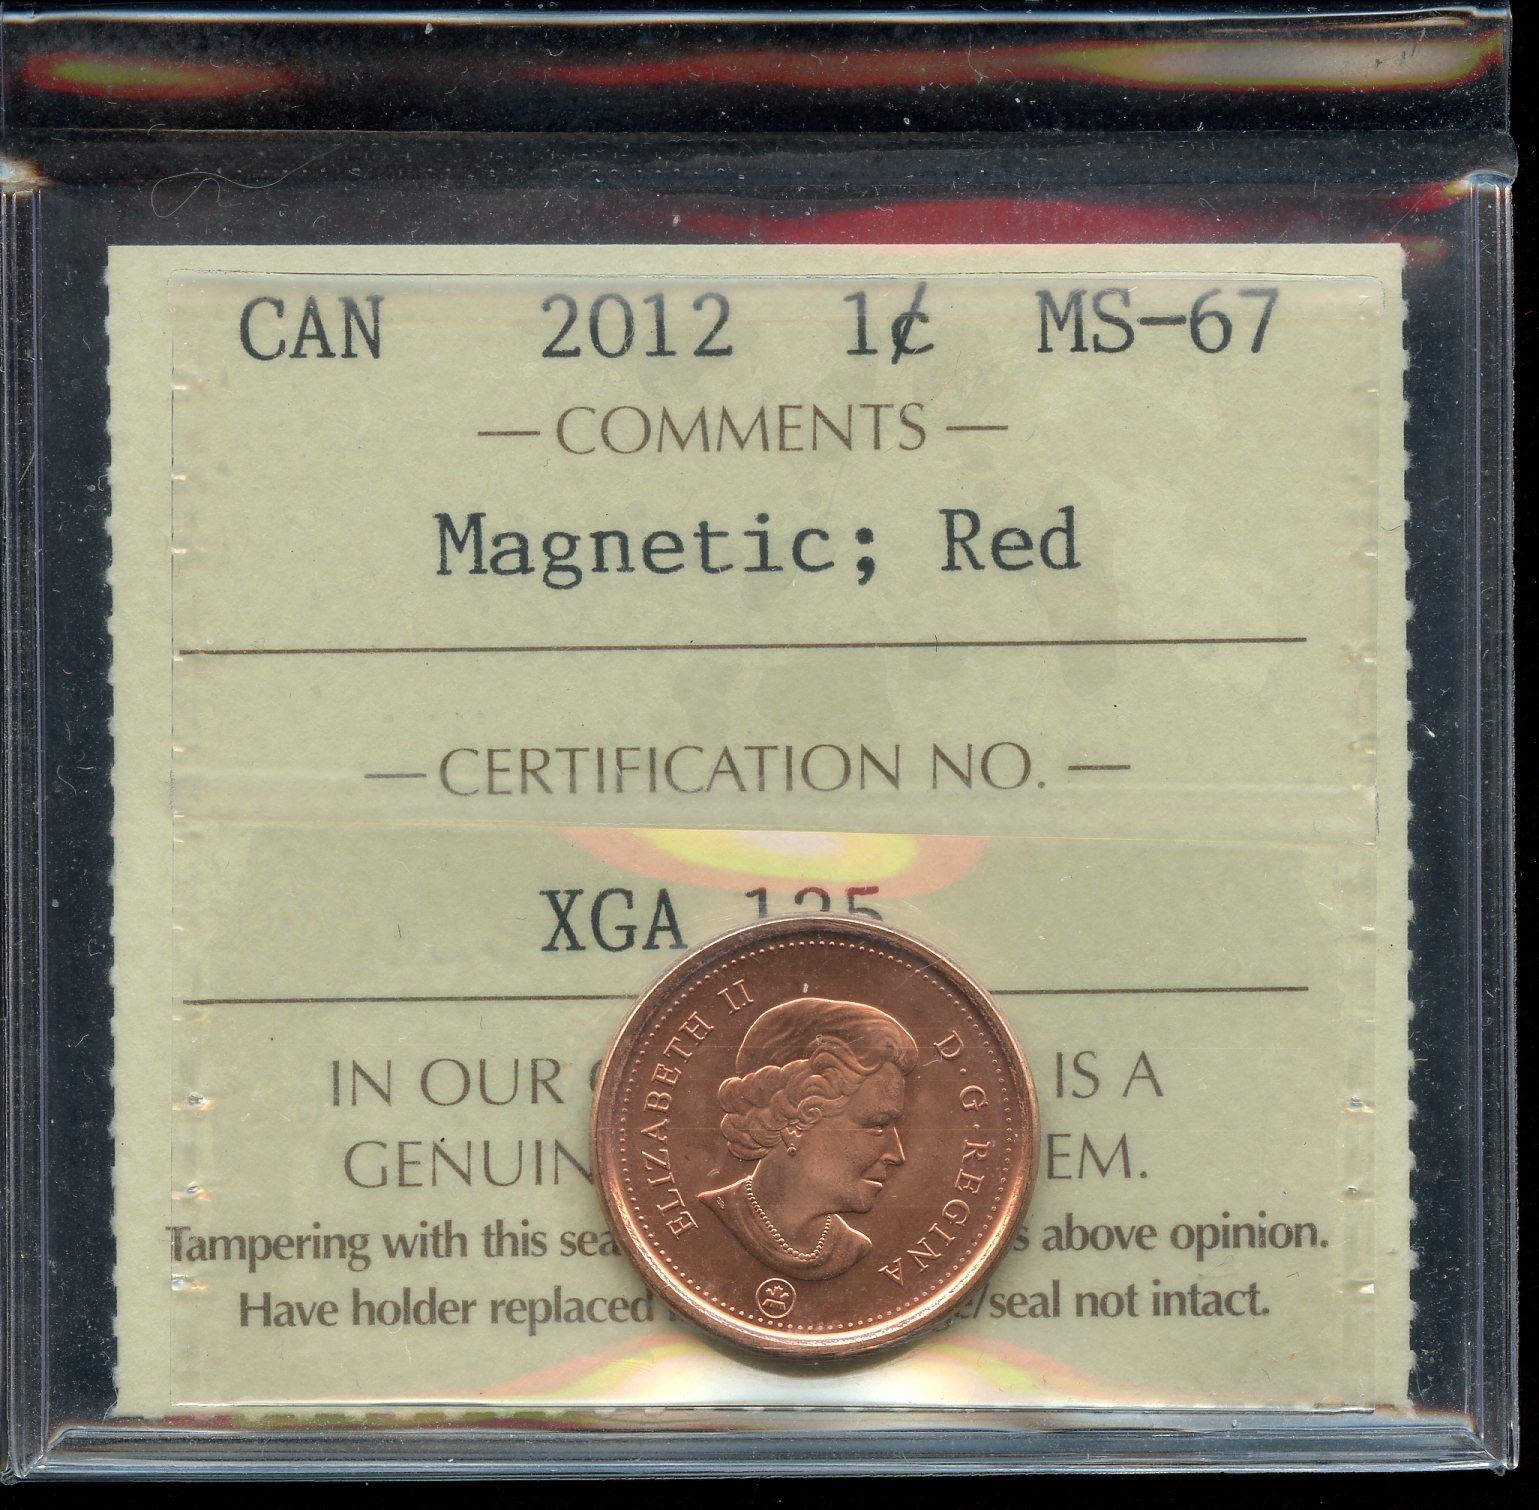 CAN 2012 1¢ MS-67
— COMMENTS —
Magnetic; Red
— CERTIFICATION NO. —
XGA 125
IN OUR IS A
GENUIN EM.
Tampering with this sea s above opinion.
Have holder replaced /seal not intact.
ELIZABETH II D·G·REGINA